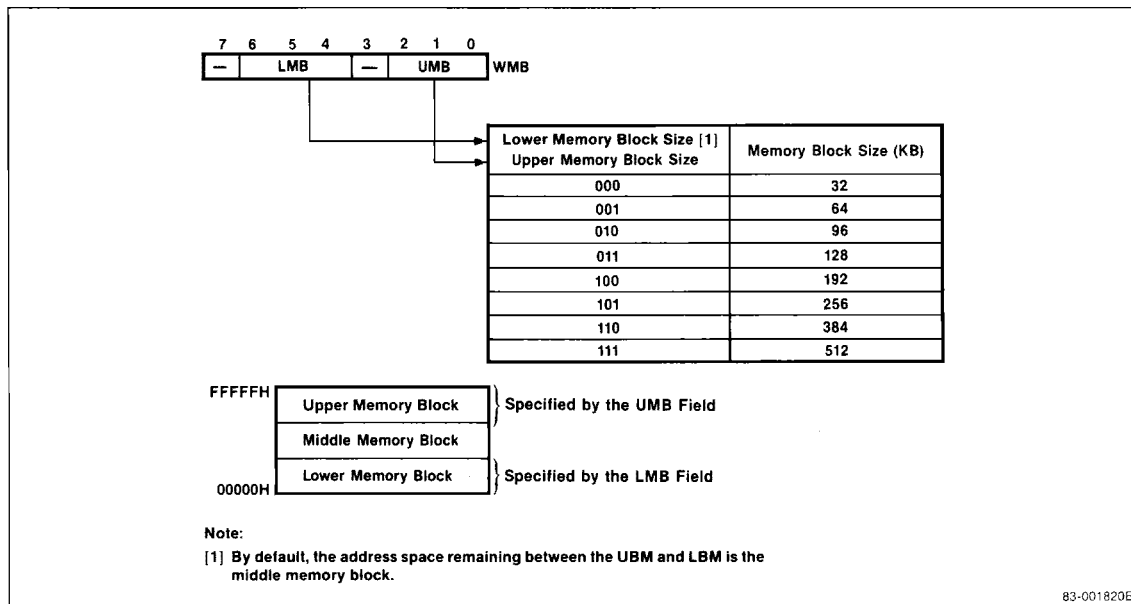 7 6 5 4 3 2 1 0
— LMB — UMB WMB
Lower Memory Block Size [1]
Upper Memory Block Size
Memory Block Size (KB)
000 32
001 64
010 96
011 128
100 192
101 256
110 384
111 512
FFFFFH
Upper Memory Block
Specified by the UMB Field
Middle Memory Block
Lower Memory Block
Specified by the LMB Field
00000H
Note:
[1] By default, the address space remaining between the UBM and LBM is the
middle memory block.
83-001820E